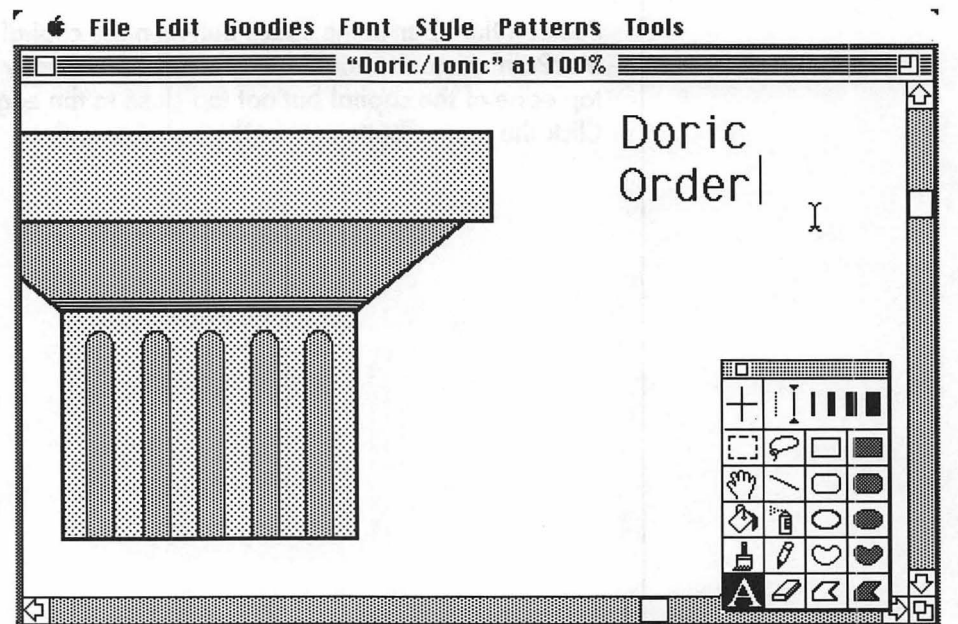 File Edit Goodies Font Style Patterns Tools
“Doric/Ionic” at 100%
Doric
Order
A